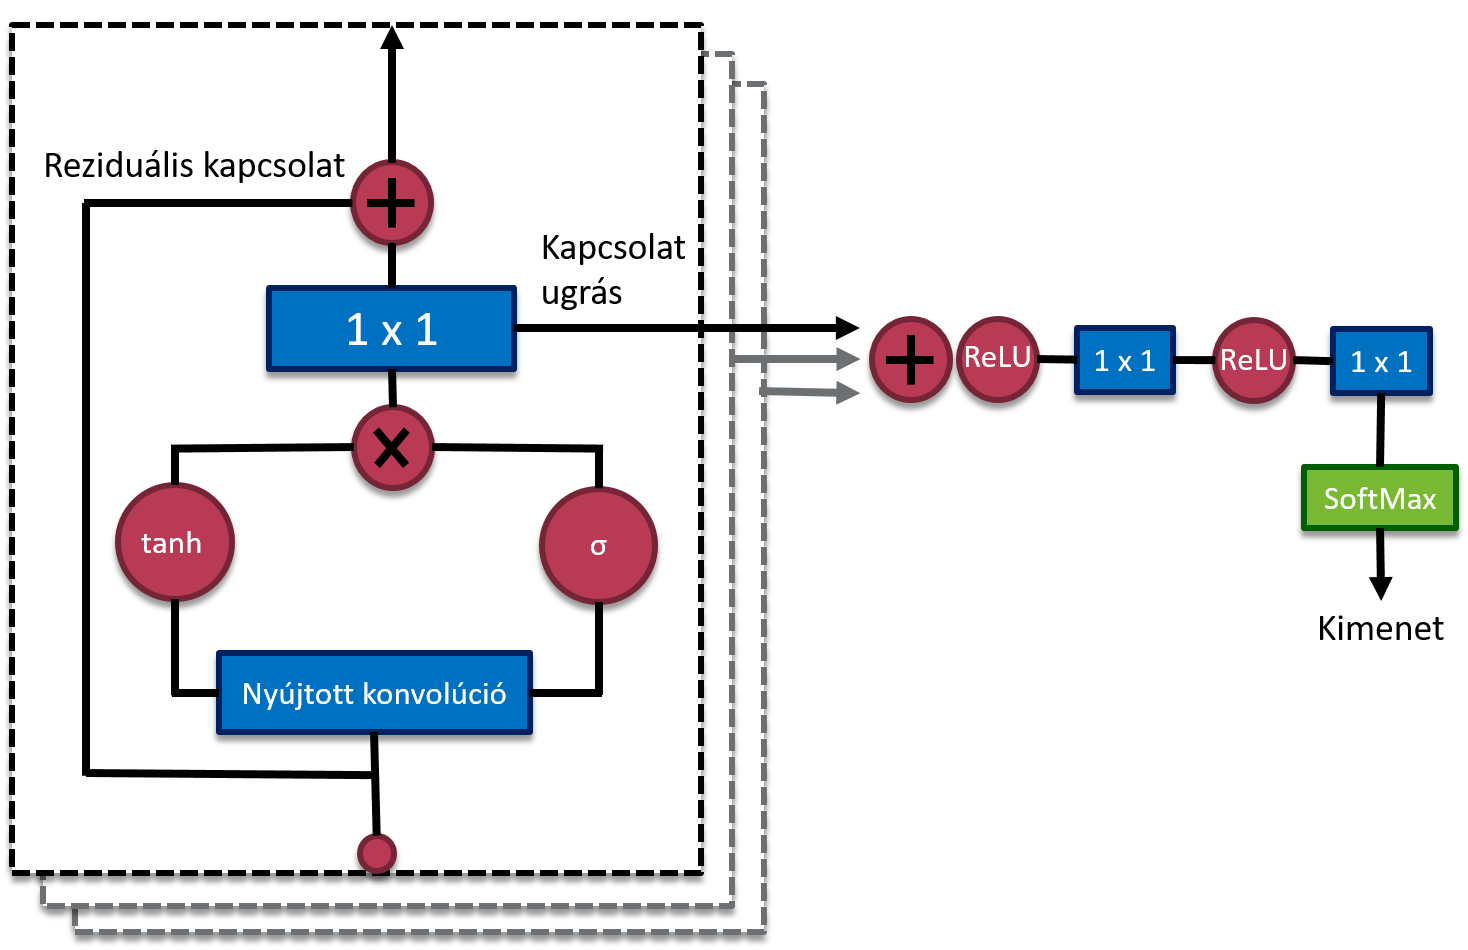 Reziduális kapcsolat
+
Kapcsolat
ugrás
1 x 1
+
ReLU
1 x 1
ReLU
1 x 1
×
tanh
σ
SoftMax
Nyújtott konvolúció
Kimenet